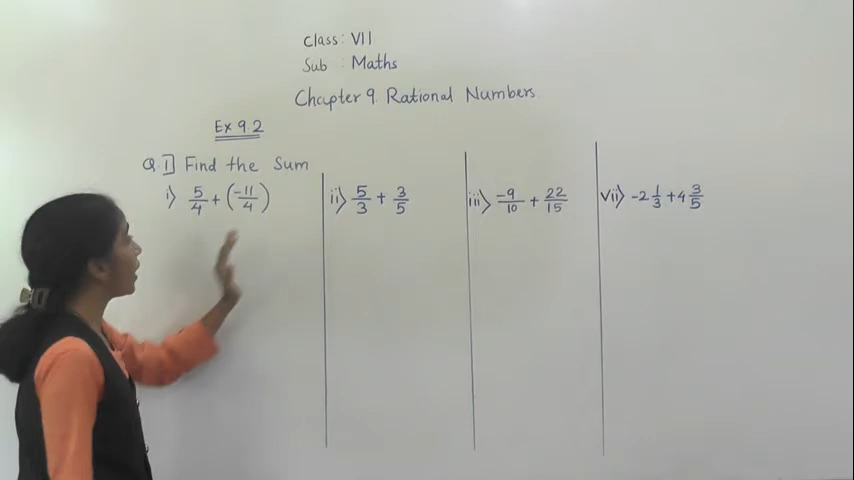 Class: VII
Sub : Maths
Chapter 9. Rational Numbers
Ex 9.2
Q.1] Find the Sum
i) 5/4 + (-11/4)
ii) 5/3 + 3/5
iii) -9/10 + 22/15
vii) -2 1/3 + 4 3/5